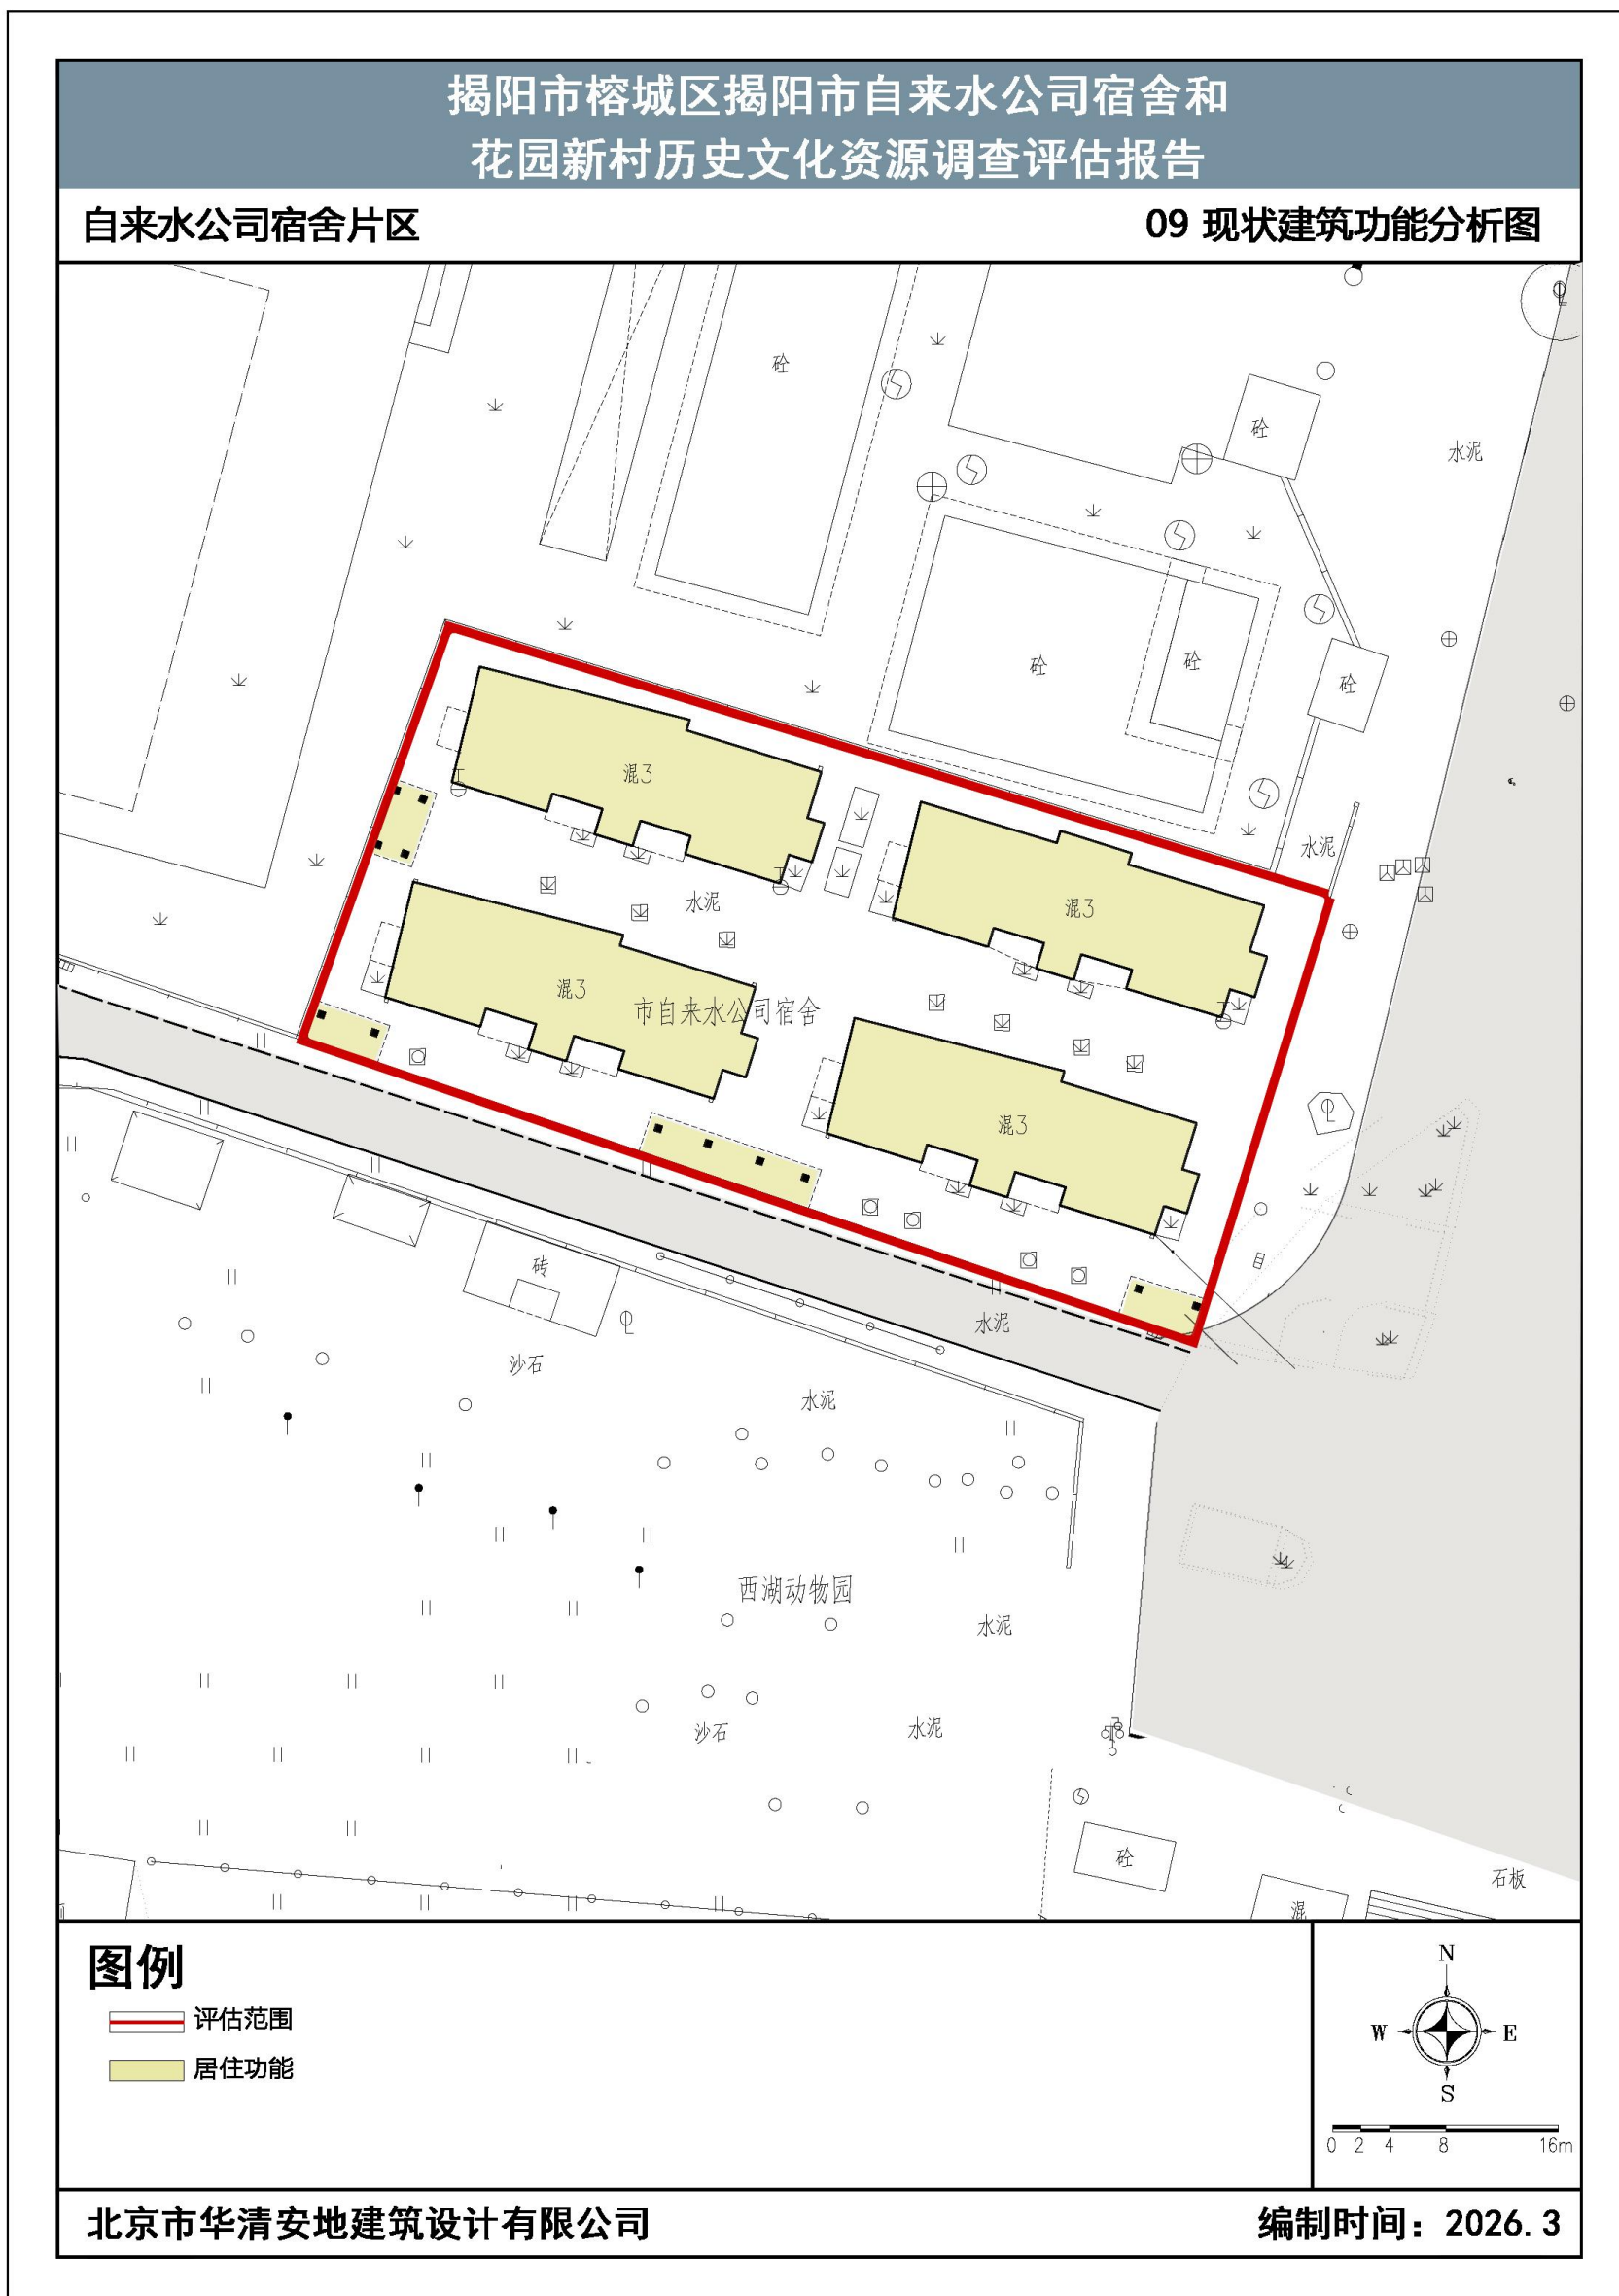 揭阳市榕城区揭阳市自来水公司宿舍和
花园新村历史文化资源调查评估报告
自来水公司宿舍片区
09 现状建筑功能分析图
砼
砼
水泥
砼
砼
砼
混3
水泥
混3
水泥
混3
市自来水公司宿舍
混3
砖
水泥
沙石
水泥
西湖动物园
水泥
沙石
水泥
砼
石板
混
图例
评估范围
居住功能
N
W
E
S
0 2 4 8 16m
北京市华清安地建筑设计有限公司
编制时间：2026.3